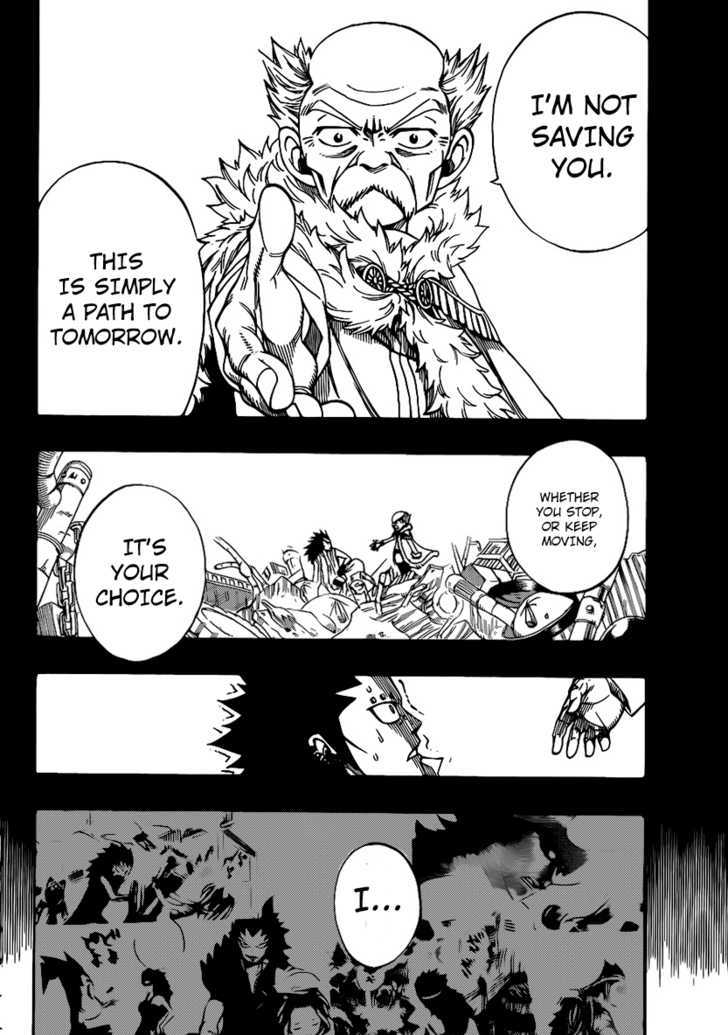 I'M NOT
SAVING
YOU.
THIS
IS SIMPLY
A PATH TO
TOMORROW.
WHETHER
YOU STOP,
OR KEEP
MOVING,
IT'S
YOUR
CHOICE.
I...